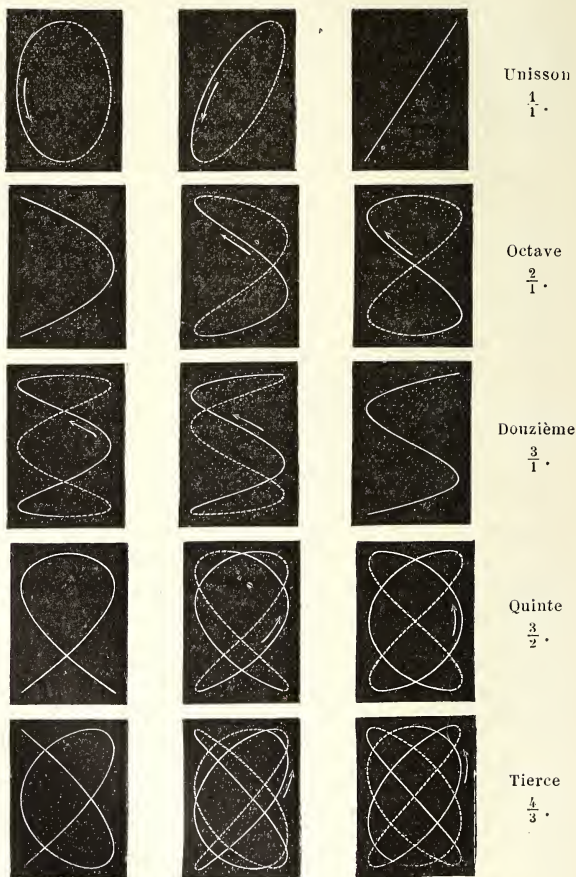 Unisson
1/1.
Octave
2/1.
Douzième
3/1.
Quinte
3/2.
Tierce
4/3.